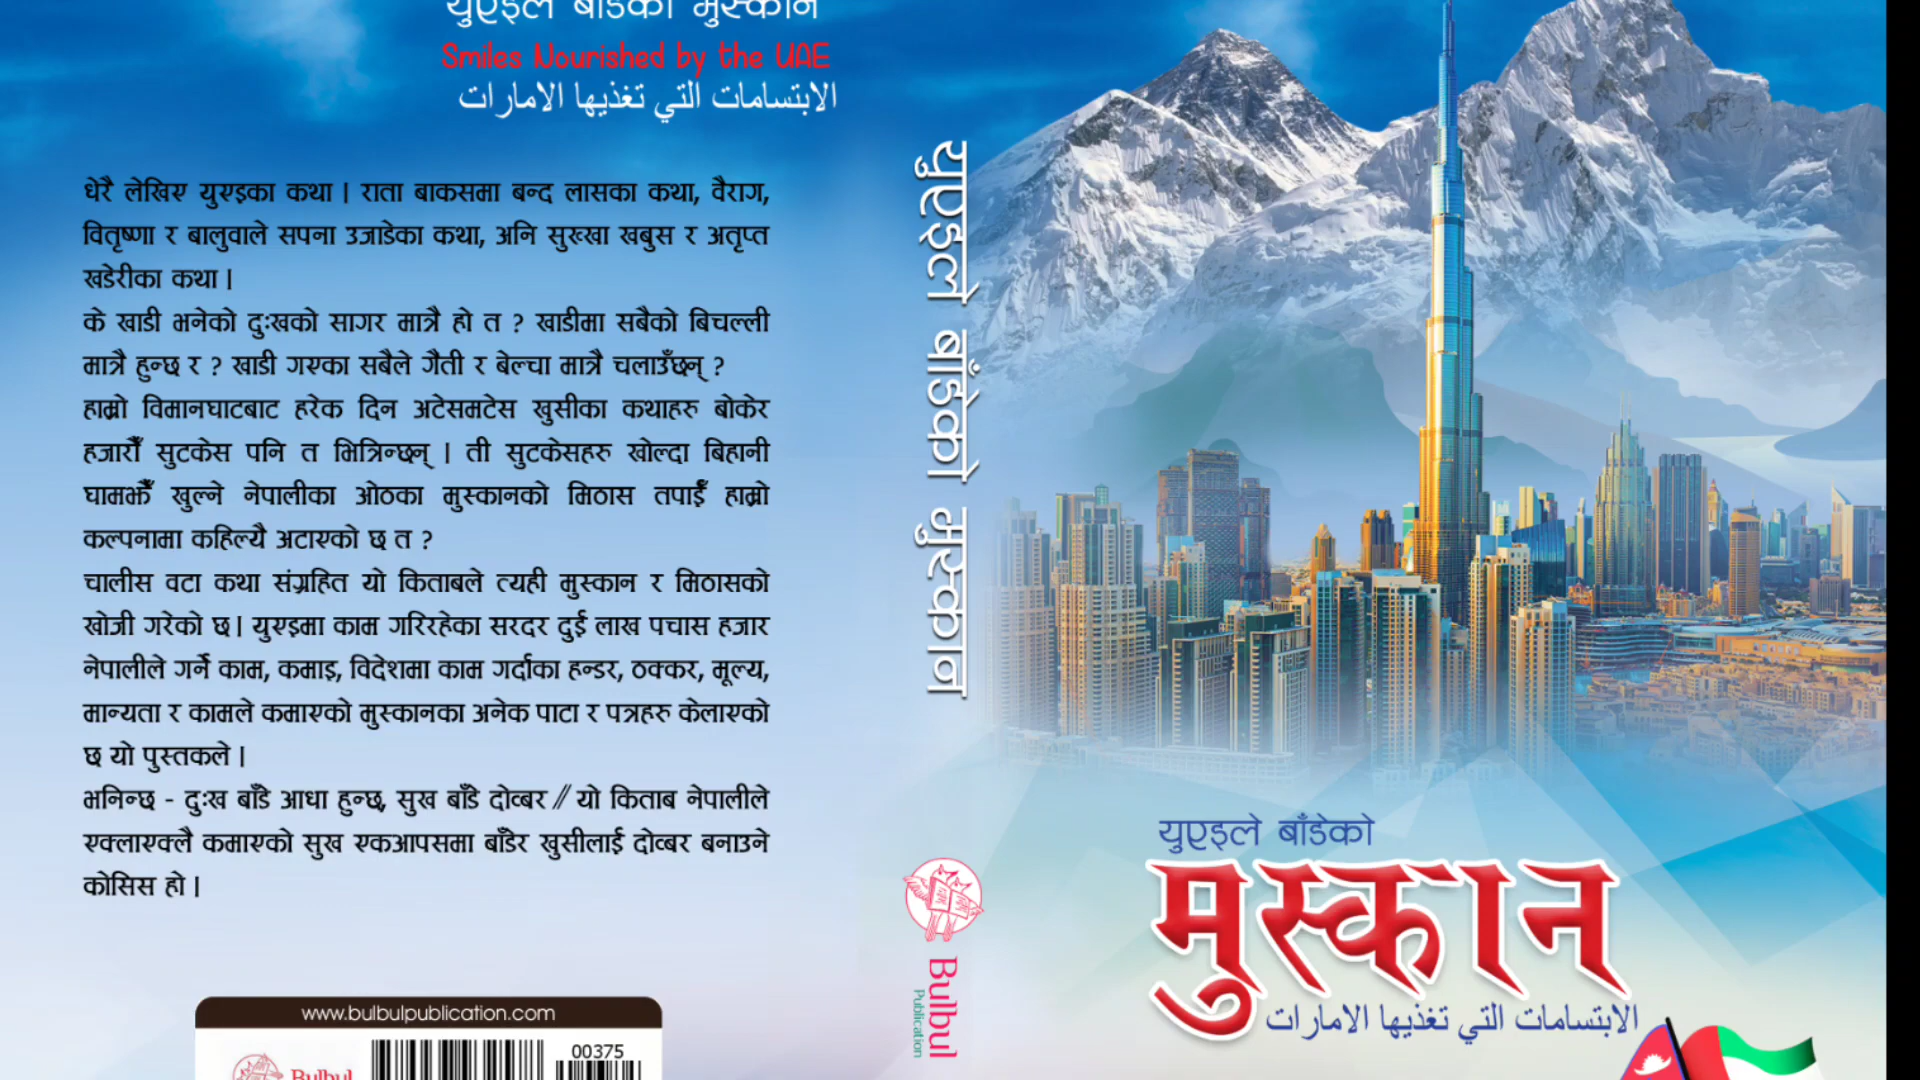 युएइले बाँडेको मुस्कान
Smiles Nourished by the UAE
الابتسامات التي تغذيها الامارات
धेरै लेखिए युएइका कथा । राता बाकसमा बन्द लासका कथा, वैराग,
वितृष्णा र बालुवाले सपना उजाडेका कथा, अनि सुख्खा खबुस र अतृप्त
खडेरीका कथा ।
के खाडी भनेको दुःखको सागर मात्रै हो त ? खाडीमा सबैको बिचल्ली
मात्रै हुन्छ र ? खाडी गएका सबैले गैती र बेल्चा मात्रै चलाउँछन् ?
हाम्रो विमानघाटबाट हरेक दिन अटेसमटेस खुसीका कथाहरु बोकेर
हजारौँ सुटकेस पनि त भित्रिन्छन् । ती सुटकेसहरु खोल्दा बिहानी
घामझैँ खुल्ने नेपालीका ओठका मुस्कानको मिठास तपाईँ हाम्रो
कल्पनामा कहिल्यै अटाएको छ त ?
चालीस वटा कथा संग्रहित यो किताबले त्यही मुस्कान र मिठासको
खोजी गरेको छ । युएइमा काम गरिरहेका सरदर दुई लाख पचास हजार
नेपालीले गर्ने काम, कमाइ, विदेशमा काम गर्दाका हन्डर, ठक्कर, मूल्य,
मान्यता र कामले कमाएको मुस्कानका अनेक पाटा र पत्रहरु केलाएको
छ यो पुस्तकले ।
भनिन्छ - दुःख बाँडे आधा हुन्छ, सुख बाँडे दोब्बर // यो किताब नेपालीले
एक्लाएक्लै कमाएको सुख एकआपसमा बाँडेर खुसीलाई दोब्बर बनाउने
कोसिस हो ।
www.bulbulpublication.com
00375
Bulbul
युएइले बाँडेको मुस्कान
Bulbul
Publication
युएइले बाँडेको
मुस्कान
الابتسامات التي تغذيها الامارات